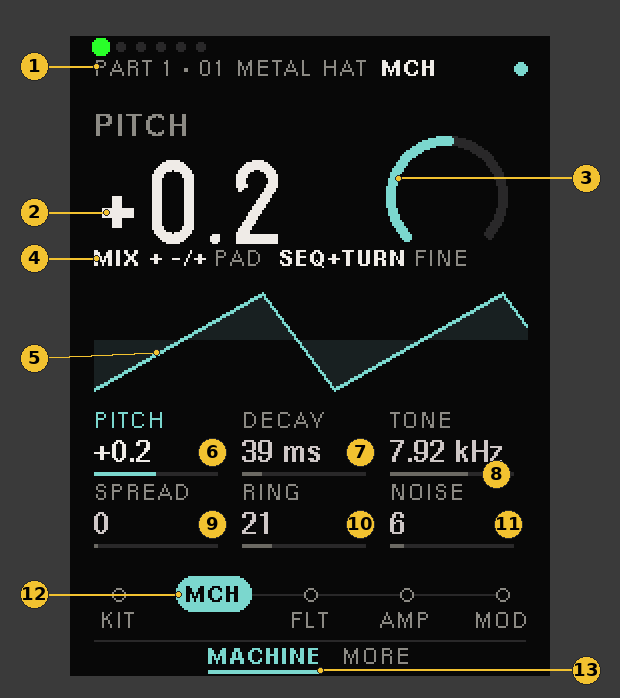 1 PART 1 · 01 METAL HAT MCH
PITCH
3
2 +0.2
4 MIX + -/+ PAD SEQ+TURN FINE
5
PITCH DECAY TONE
+0.2 6 39 ms 7 7.92 kHz 8
SPREAD RING NOISE
0 9 21 10 6 11
12 MCH
KIT FLT AMP MOD
MACHINE MORE 13